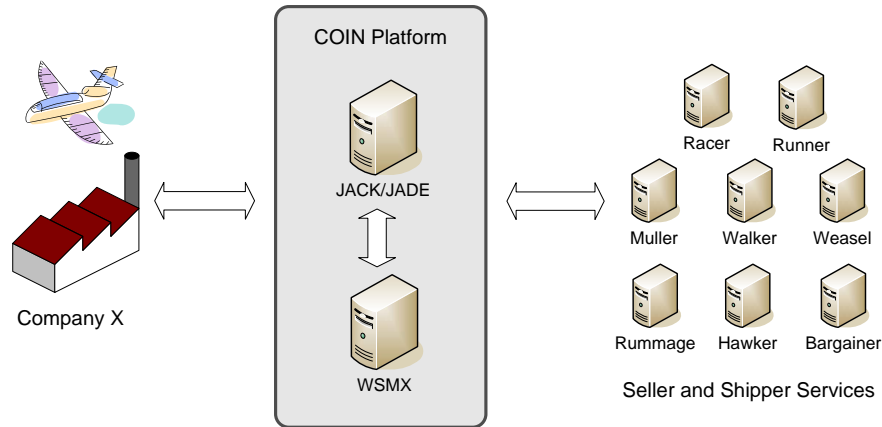 COIN Platform
JACK/JADE
WSMX
Company X
Racer
Runner
Muller
Walker
Weasel
Rummage
Hawker
Bargainer
Seller and Shipper Services